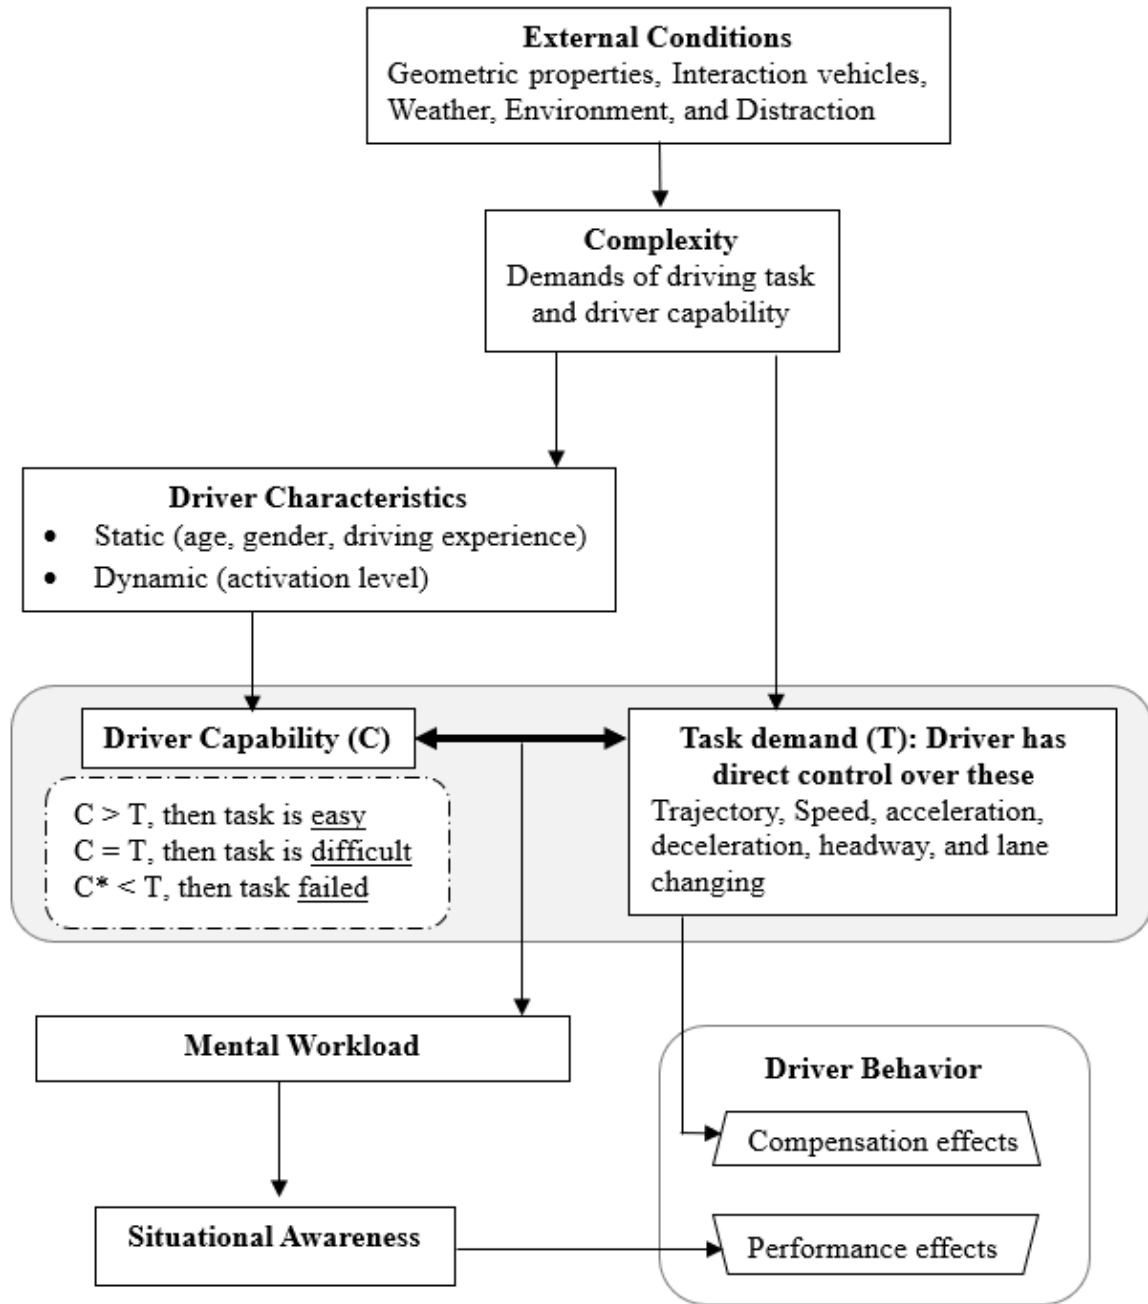 External Conditions
Geometric properties, Interaction vehicles,
Weather, Environment, and Distraction
Complexity
Demands of driving task
and driver capability
Driver Characteristics
• Static (age, gender, driving experience)
• Dynamic (activation level)
Driver Capability (C)
C > T, then task is easy
C = T, then task is difficult
C* < T, then task failed
Task demand (T): Driver has
direct control over these
Trajectory, Speed, acceleration,
deceleration, headway, and lane
changing
Mental Workload
Situational Awareness
Driver Behavior
Compensation effects
Performance effects